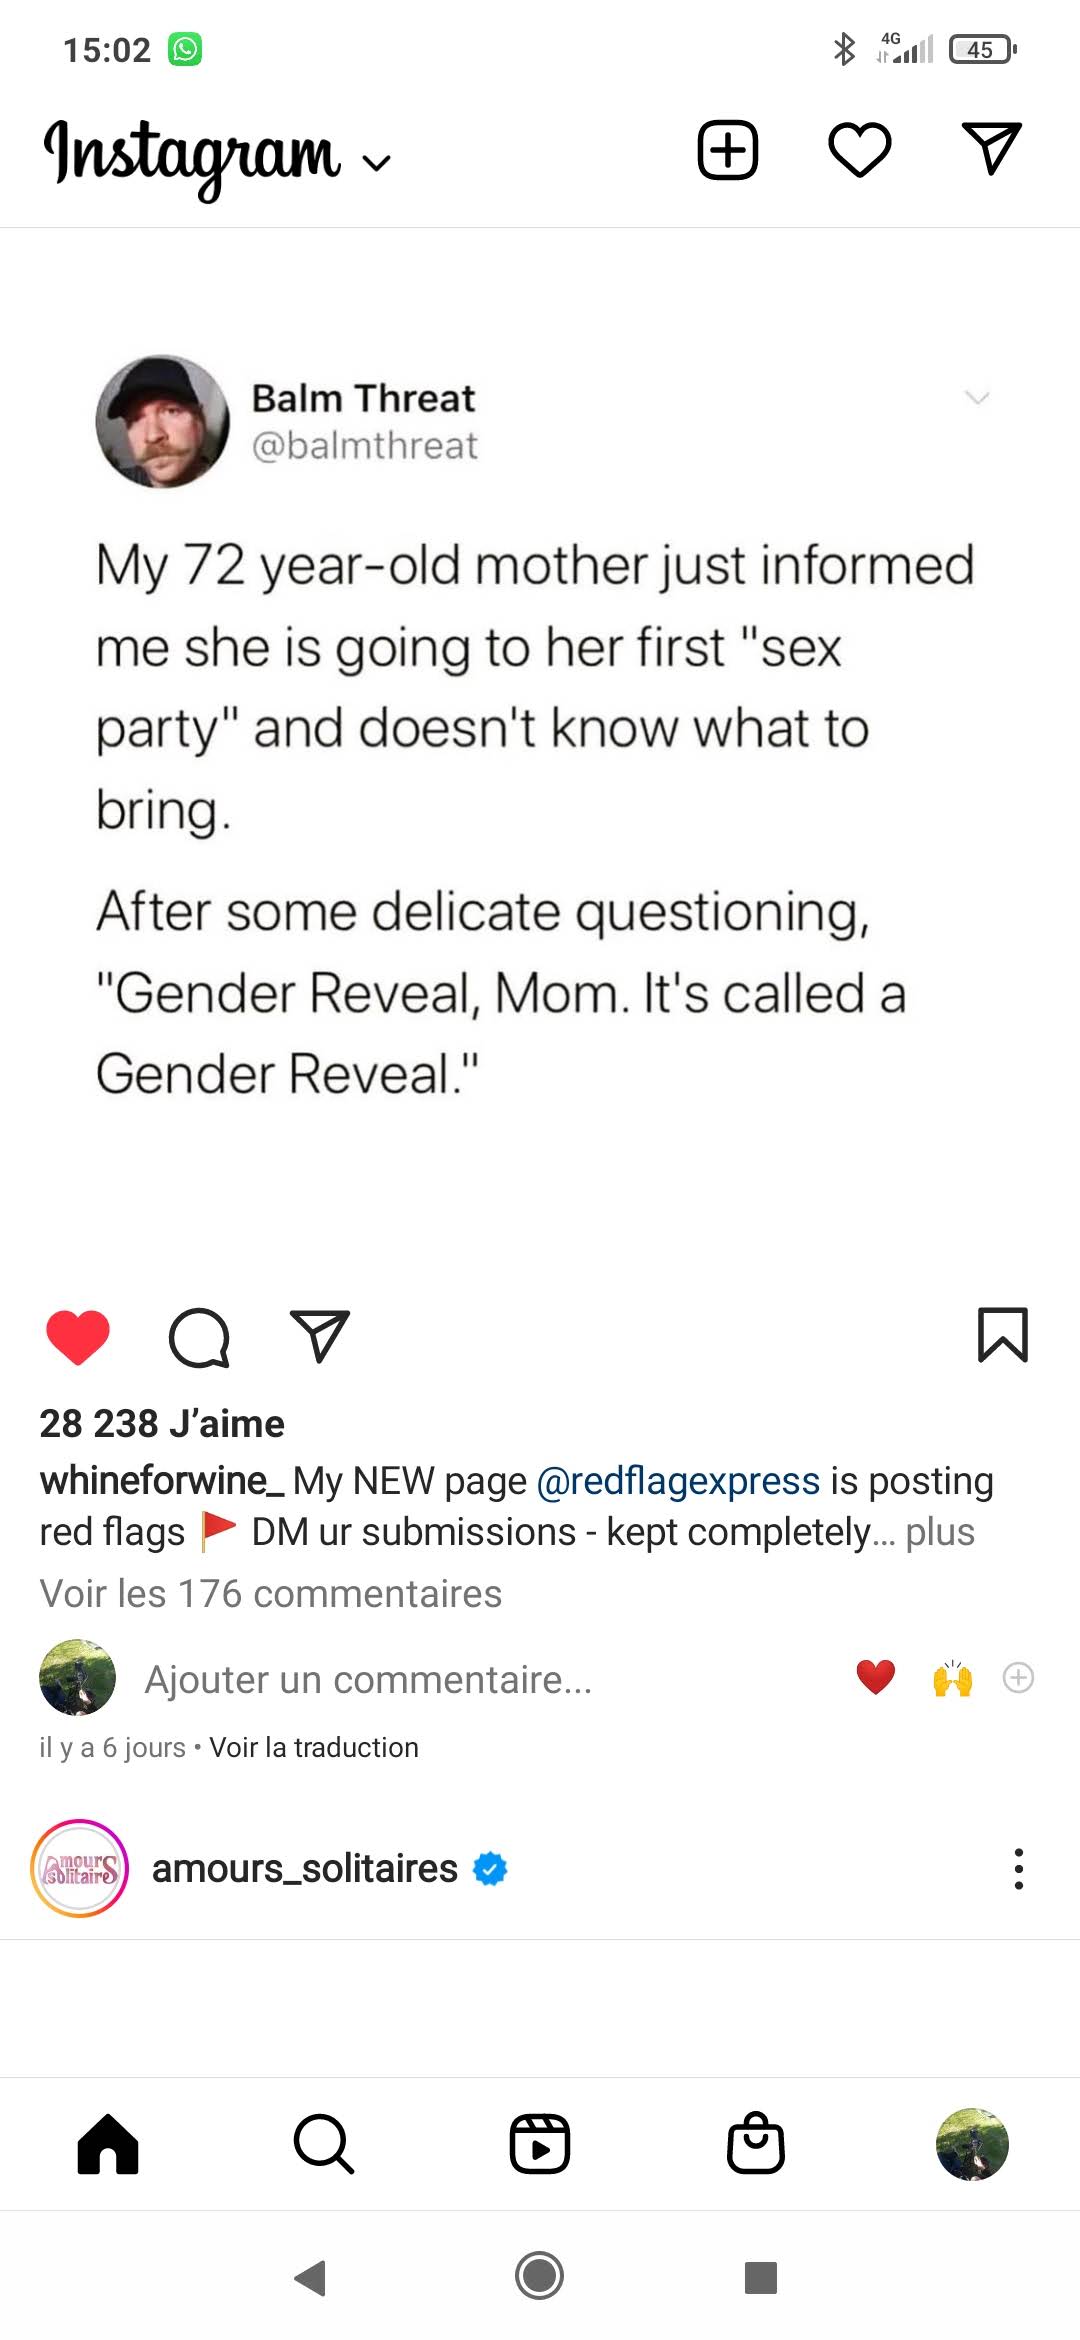 15:02
4G
45
Instagram
Balm Threat
@balmthreat
My 72 year-old mother just informed
me she is going to her first "sex
party" and doesn't know what to
bring.
After some delicate questioning,
"Gender Reveal, Mom. It's called a
Gender Reveal."
28 238 J’aime
whineforwine_ My NEW page @redflagexpress is posting
red flags 🚩 DM ur submissions - kept completely... plus
Voir les 176 commentaires
Ajouter un commentaire...
il y a 6 jours • Voir la traduction
Amours
Solitaires
amours_solitaires